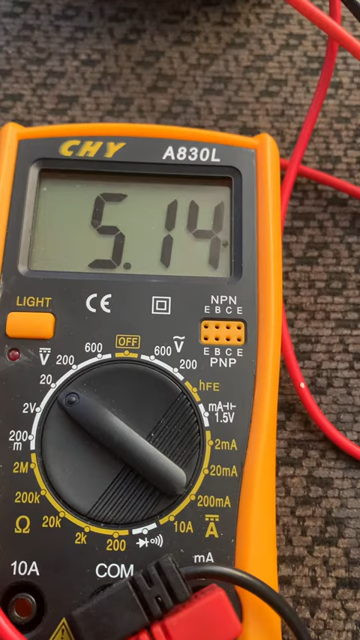 CHY A830L
5.14
LIGHT CE NPN
E B C E
E B C E
PNP
OFF
600 600 V
V 200 200
20 hFE
2V mA
1.5V
200 2mA
m
2M 20mA
200k 200mA
Ω 20k 10A A
2k 200
10A COM mA